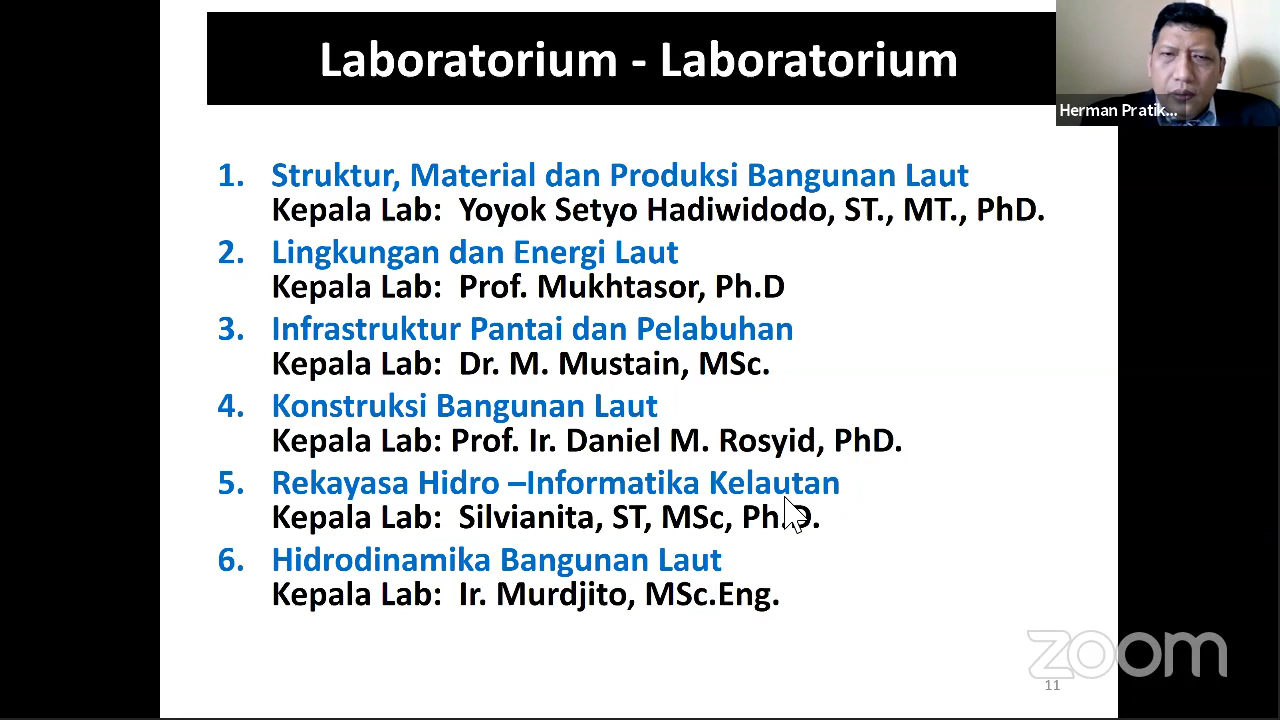 Laboratorium - Laboratorium
Herman Pratik...
1. Struktur, Material dan Produksi Bangunan Laut
Kepala Lab: Yoyok Setyo Hadiwidodo, ST., MT., PhD.
2. Lingkungan dan Energi Laut
Kepala Lab: Prof. Mukhtasor, Ph.D
3. Infrastruktur Pantai dan Pelabuhan
Kepala Lab: Dr. M. Mustain, MSc.
4. Konstruksi Bangunan Laut
Kepala Lab: Prof. Ir. Daniel M. Rosyid, PhD.
5. Rekayasa Hidro –Informatika Kelautan
Kepala Lab: Silvianita, ST, MSc, Ph.D.
6. Hidrodinamika Bangunan Laut
Kepala Lab: Ir. Murdjito, MSc.Eng.
zoom
11